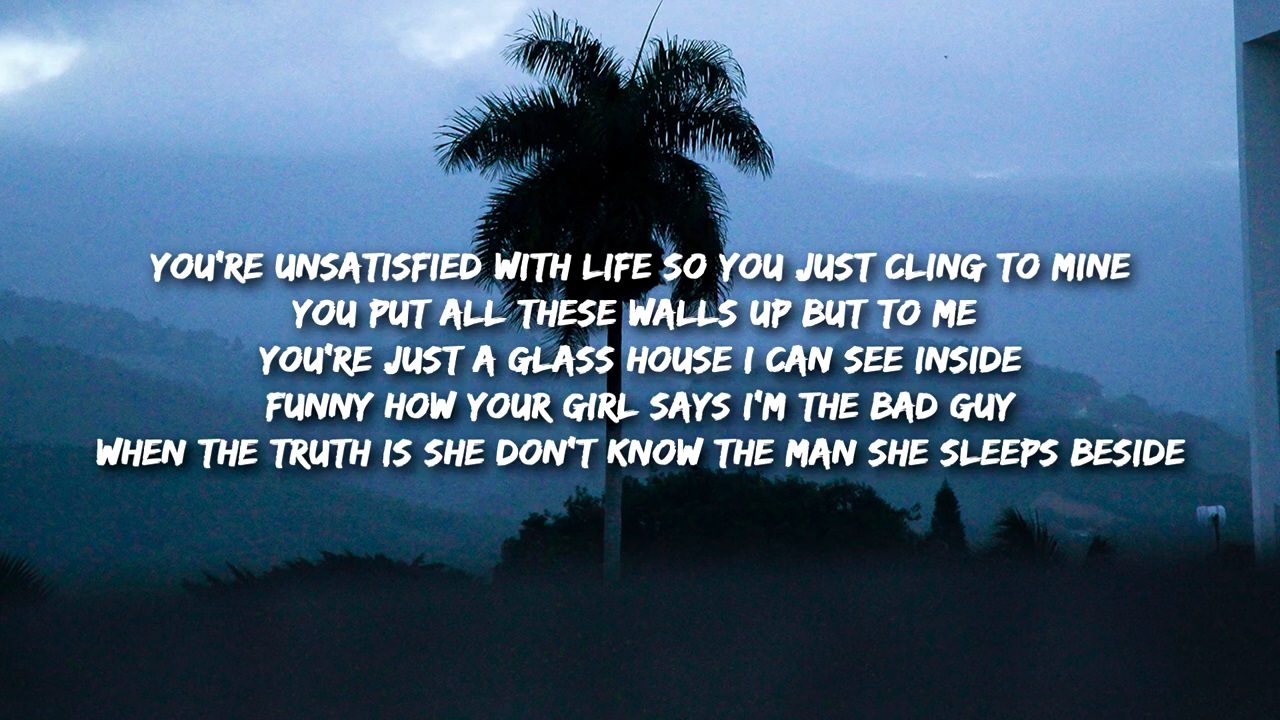 YOU'RE UNSATISFIED WITH LIFE SO YOU JUST CLING TO MINE
YOU PUT ALL THESE WALLS UP BUT TO ME
YOU'RE JUST A GLASS HOUSE I CAN SEE INSIDE
FUNNY HOW YOUR GIRL SAYS I'M THE BAD GUY
WHEN THE TRUTH IS SHE DON'T KNOW THE MAN SHE SLEEPS BESIDE